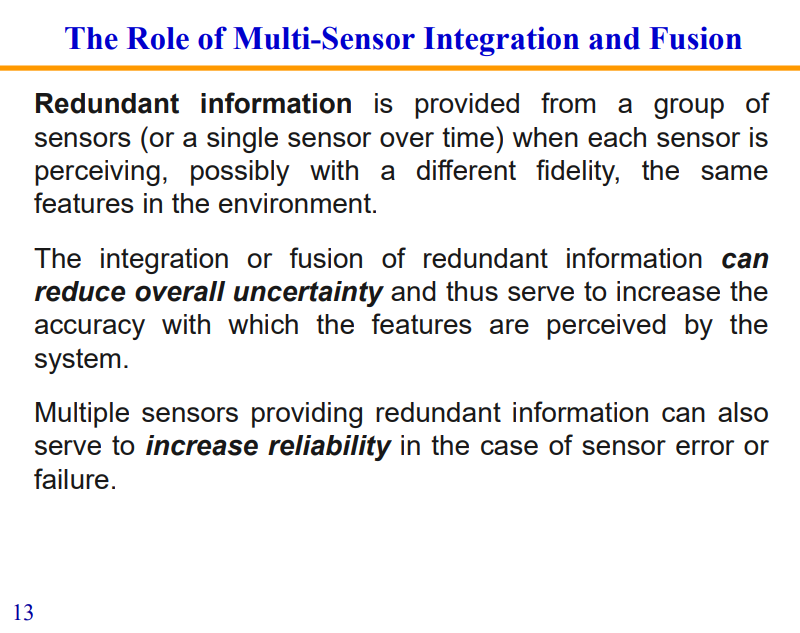 The Role of Multi-Sensor Integration and Fusion
Redundant information is provided from a group of
sensors (or a single sensor over time) when each sensor is
perceiving, possibly with a different fidelity, the same
features in the environment.
The integration or fusion of redundant information can
reduce overall uncertainty and thus serve to increase the
accuracy with which the features are perceived by the
system.
Multiple sensors providing redundant information can also
serve to increase reliability in the case of sensor error or
failure.
13